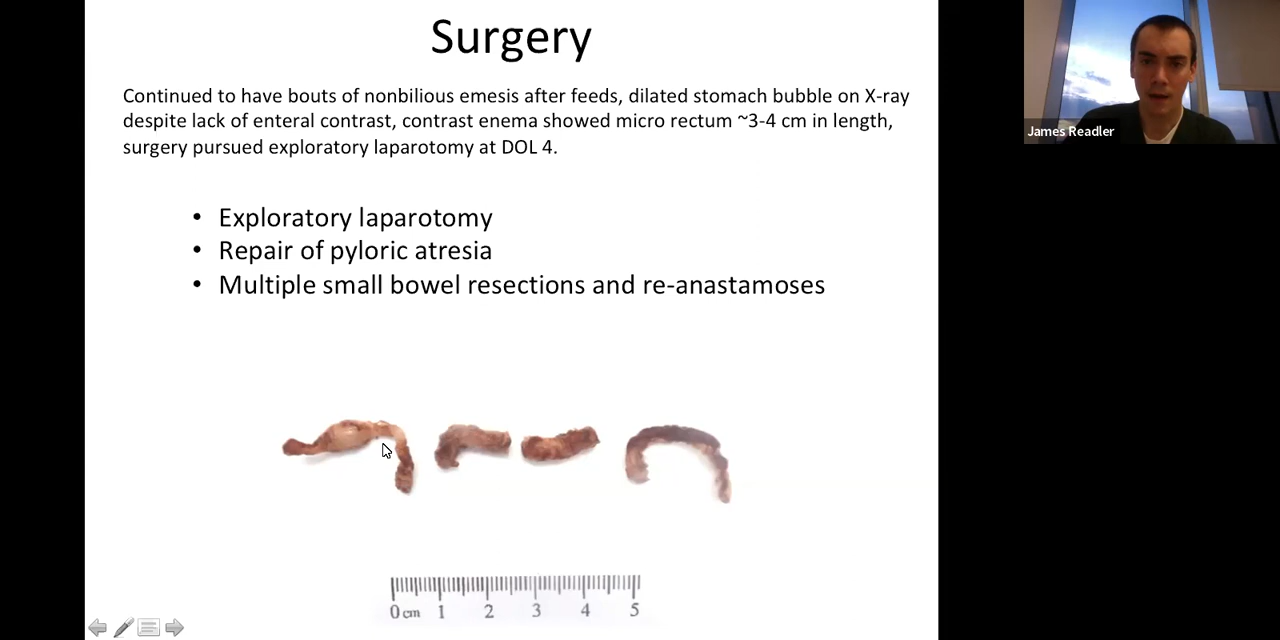 Surgery
Continued to have bouts of nonbilious emesis after feeds, dilated stomach bubble on X-ray
despite lack of enteral contrast, contrast enema showed micro rectum ~3-4 cm in length,
surgery pursued exploratory laparotomy at DOL 4.
• Exploratory laparotomy
• Repair of pyloric atresia
• Multiple small bowel resections and re-anastamoses
0 cm 1 2 3 4 5
James Readler